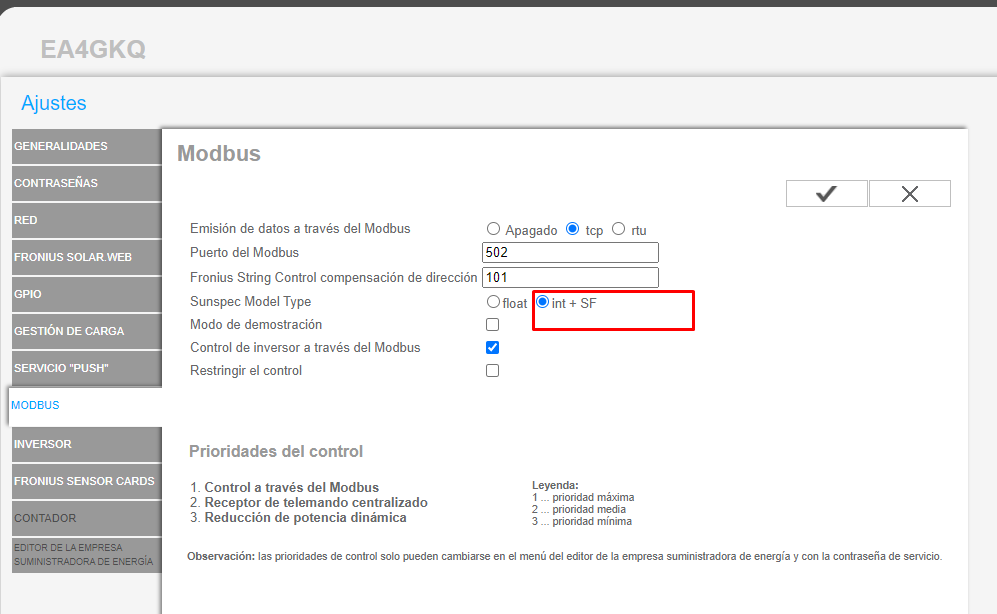 EA4GKQ
Ajustes
GENERALIDADES
CONTRASEÑAS
RED
FRONIUS SOLAR.WEB
GPIO
GESTIÓN DE CARGA
SERVICIO "PUSH"
MODBUS
INVERSOR
FRONIUS SENSOR CARDS
CONTADOR
EDITOR DE LA EMPRESA
SUMINISTRADORA DE ENERGÍA
Modbus
Emisión de datos a través del Modbus Apagado tcp rtu
Puerto del Modbus 502
Fronius String Control compensación de dirección 101
Sunspec Model Type float int + SF
Modo de demostración
Control de inversor a través del Modbus
Restringir el control
Prioridades del control
1. Control a través del Modbus
2. Receptor de telemando centralizado
3. Reducción de potencia dinámica
Leyenda:
1 ... prioridad máxima
2 ... prioridad media
3 ... prioridad mínima
Observación: las prioridades de control solo pueden cambiarse en el menú del editor de la empresa suministradora de energía y con la contraseña de servicio.